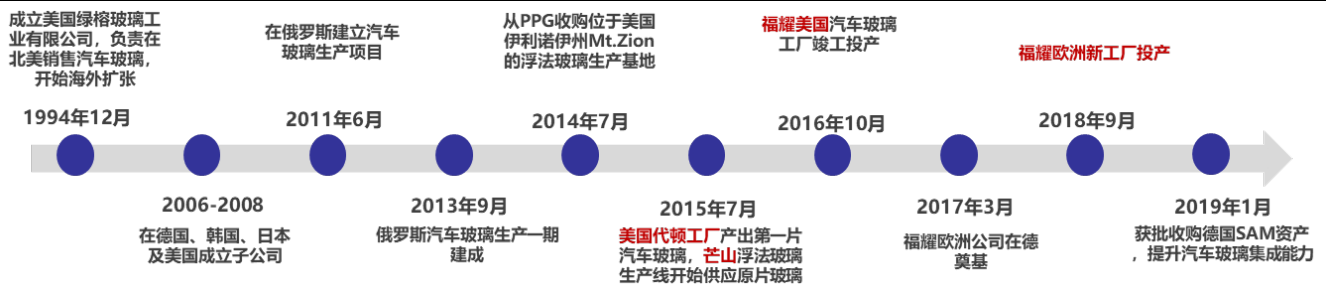 成立美国绿榕玻璃工
业有限公司，负责在
北美销售汽车玻璃，
开始海外扩张
1994年12月
2006-2008
在德国、韩国、日本
及美国成立子公司
在俄罗斯建立汽车
玻璃生产项目
2011年6月
2013年9月
俄罗斯汽车玻璃生产一期
建成
从PPG收购位于美国
伊利诺伊州Mt.Zion
的浮法玻璃生产基地
2014年7月
2015年7月
美国代顿工厂产出第一片
汽车玻璃，芒山浮法玻璃
生产线开始供应原片玻璃
福耀美国汽车玻璃
工厂竣工投产
2016年10月
2017年3月
福耀欧洲公司在德
奠基
福耀欧洲新工厂投产
2018年9月
2019年1月
获批收购德国SAM资产
，提升汽车玻璃集成能力